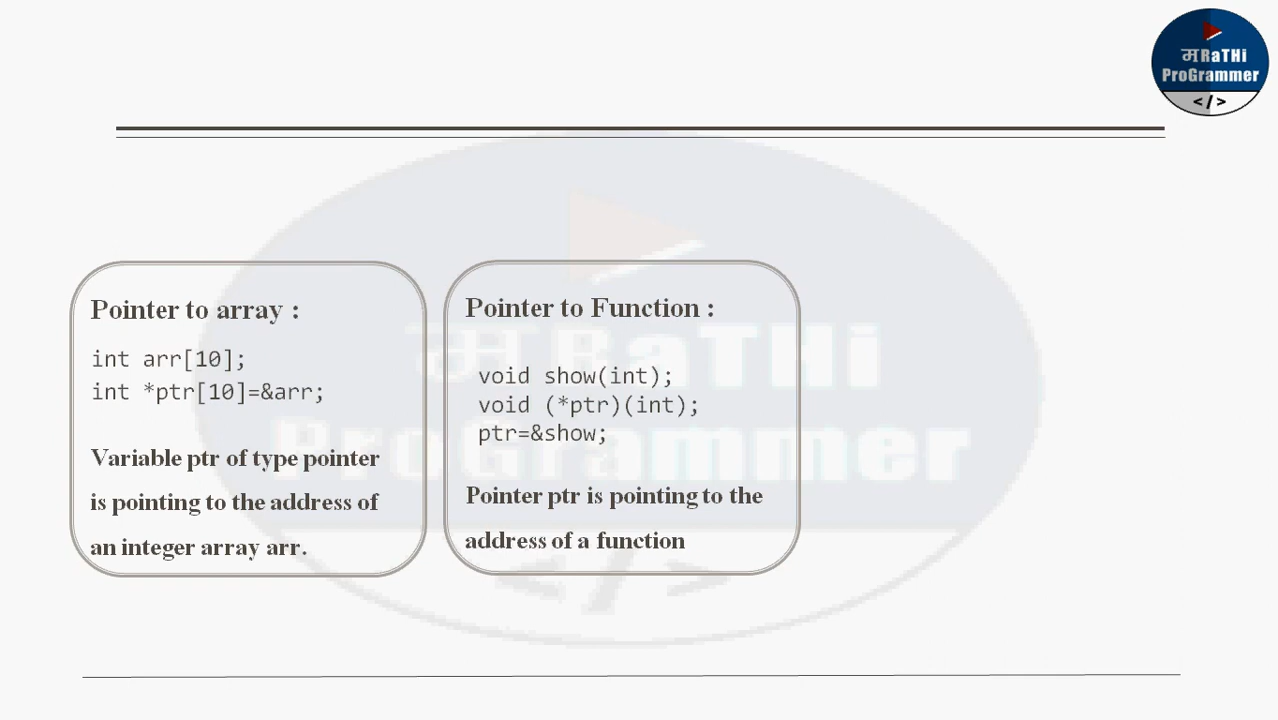 मRaTHi
ProGrammer
</>
Pointer to array :
int arr[10];
int *ptr[10]=&arr;
Variable ptr of type pointer
is pointing to the address of
an integer array arr.
Pointer to Function :
void show(int);
void (*ptr)(int);
ptr=&show;
Pointer ptr is pointing to the
address of a function
मRaTHi
ProGrammer
</>